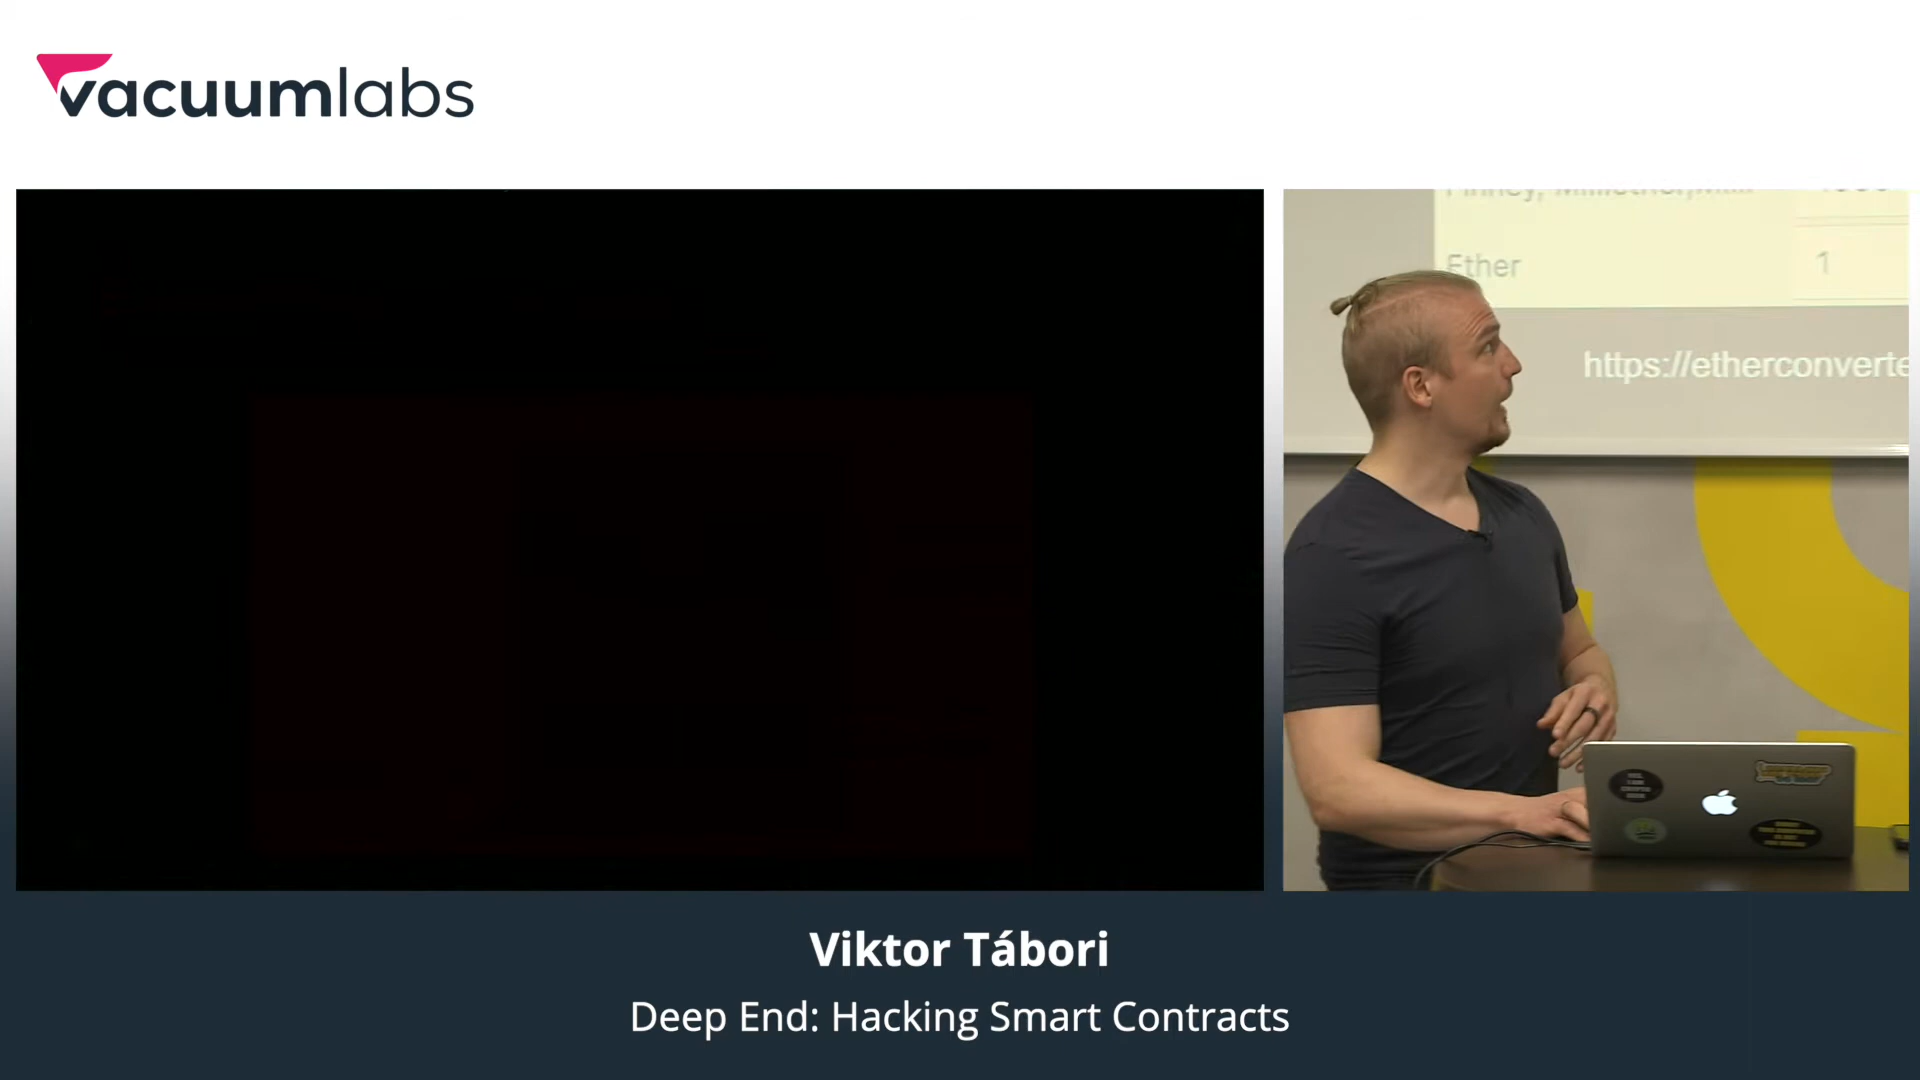 vacuumlabs
Ether 1
https://etherconverte
Viktor Tábori
Deep End: Hacking Smart Contracts